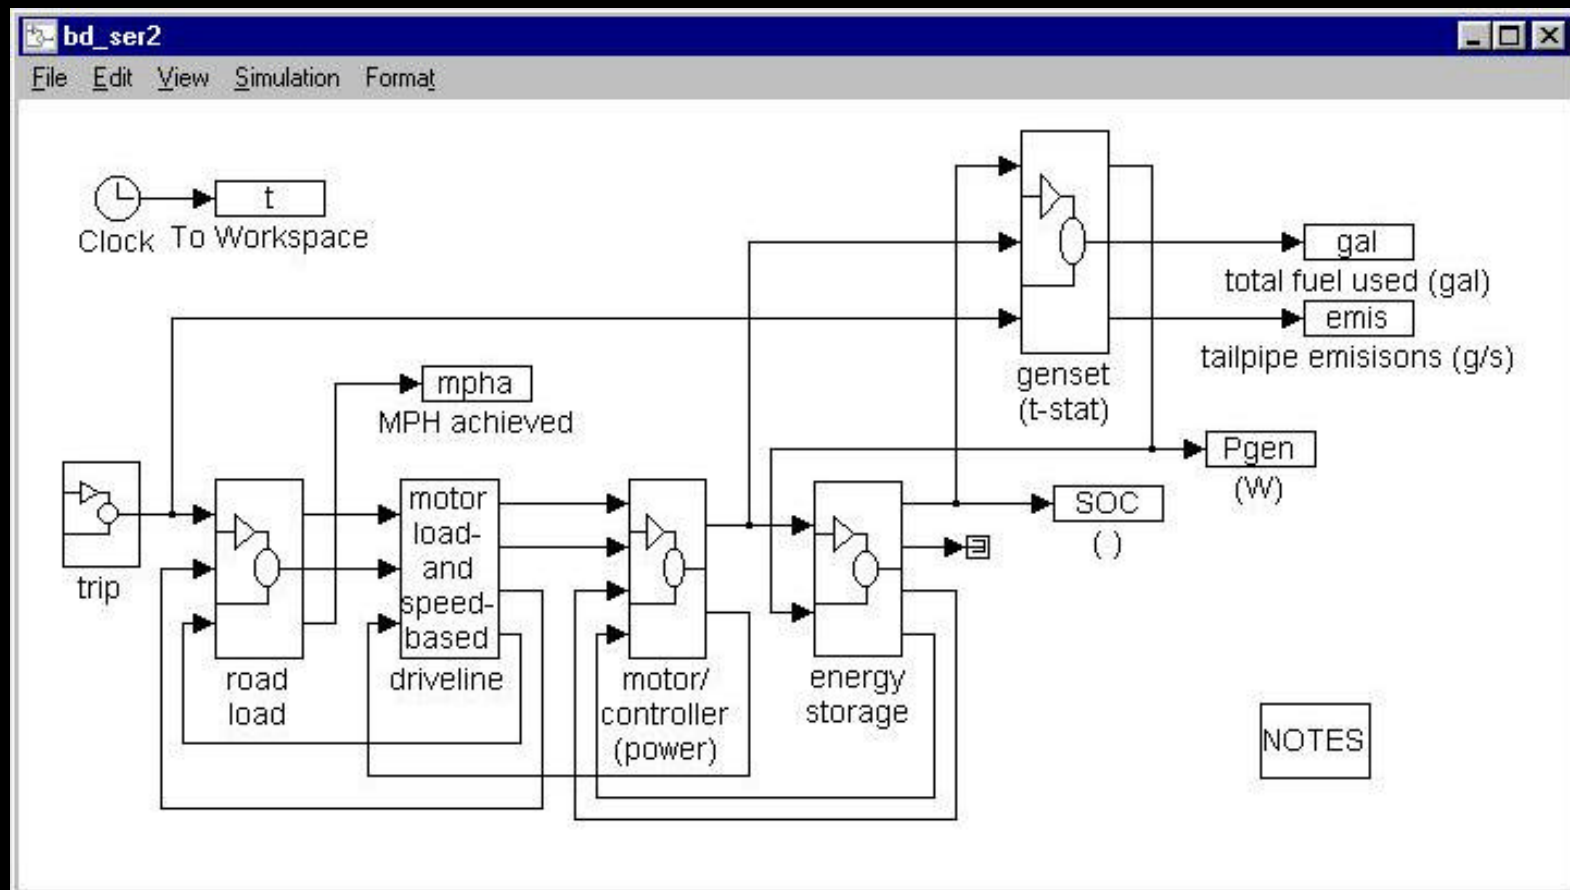 bd_ser2
File Edit View Simulation Format
t
Clock
To Workspace
gal
total fuel used (gal)
emis
tailpipe emisisons (g/s)
genset
(t-stat)
mpha
MPH achieved
Pgen
(W)
SOC
( )
trip
road
load
motor
load-
and
speed-
based
driveline
motor/
controller
(power)
energy
storage
NOTES